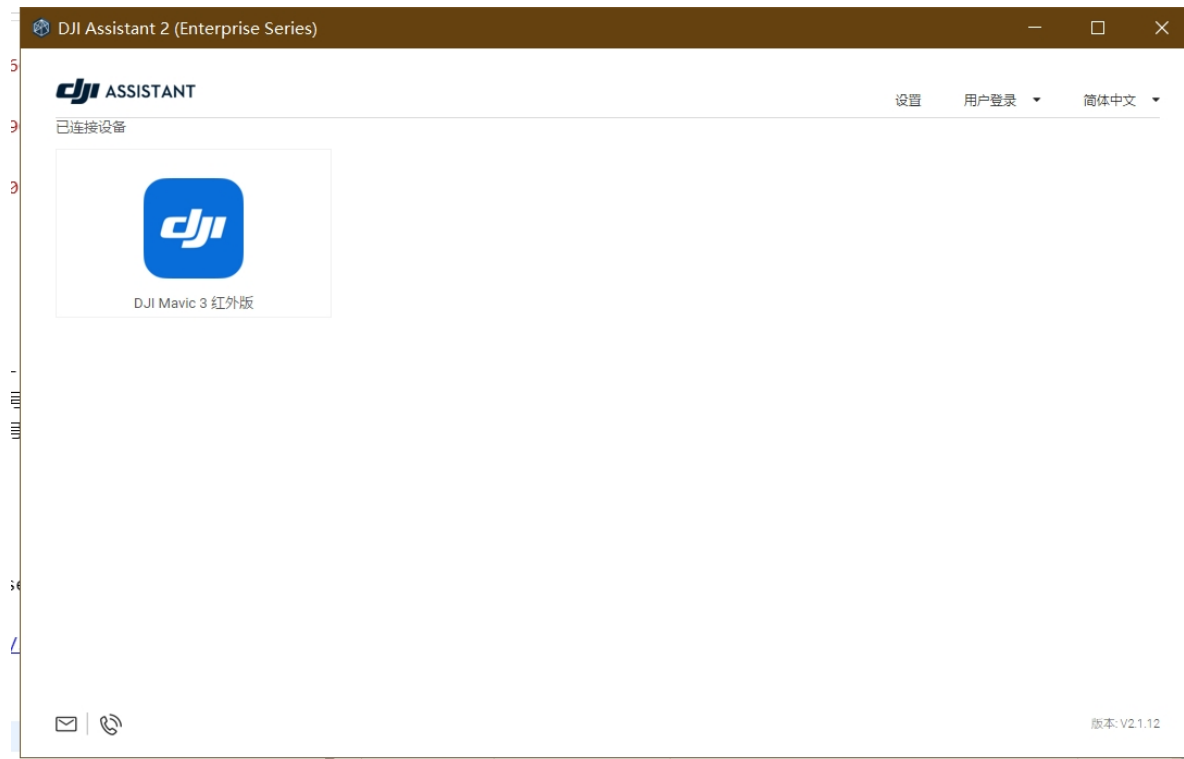 DJI Assistant 2 (Enterprise Series)
dji ASSISTANT
设置 用户登录 简体中文
已连接设备
dji
DJI Mavic 3 红外版
版本: V2.1.12